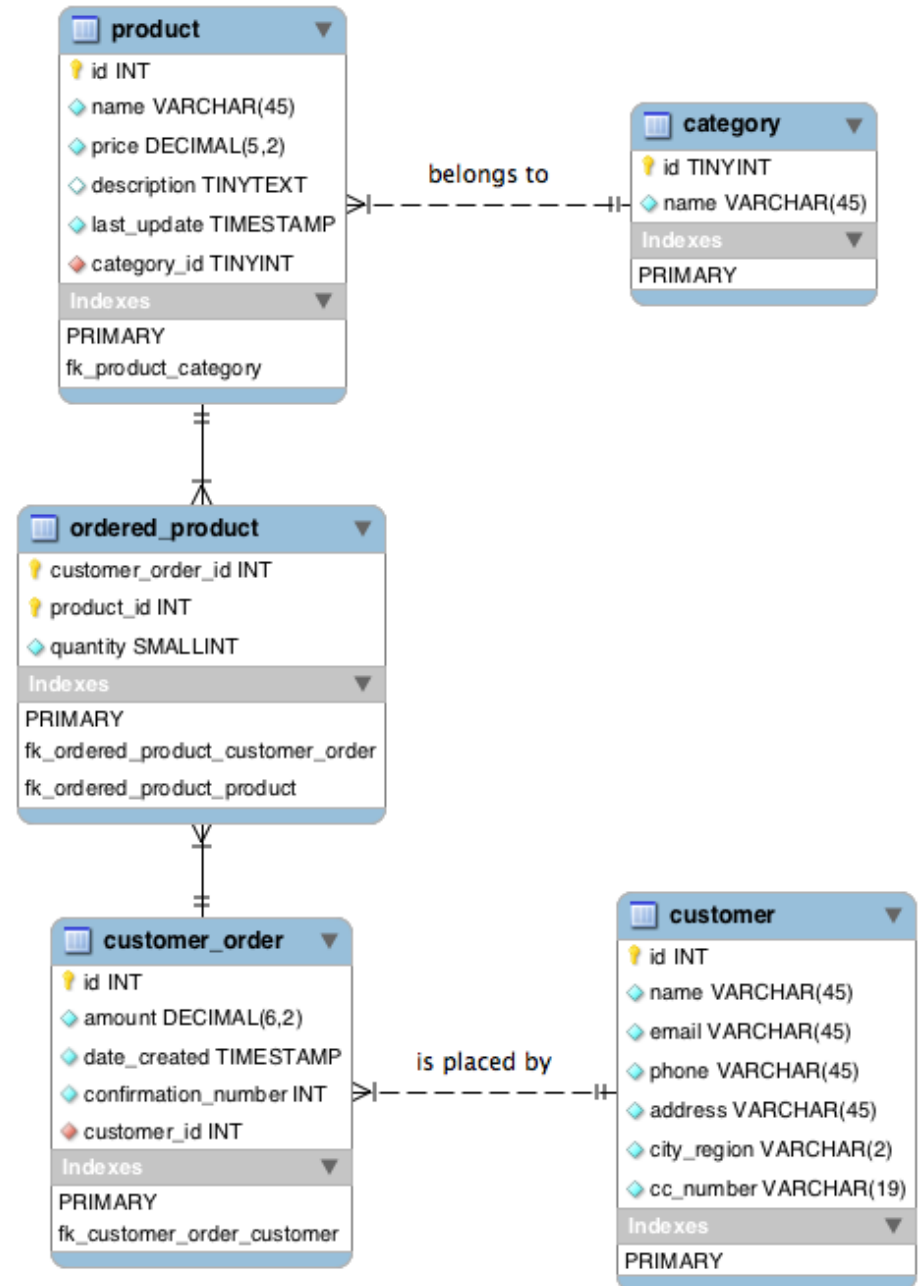 product
id INT
name VARCHAR(45)
price DECIMAL(5,2)
description TINYTEXT
last_update TIMESTAMP
category_id TINYINT
Indexes
PRIMARY
fk_product_category
belongs to
category
id TINYINT
name VARCHAR(45)
Indexes
PRIMARY
ordered_product
customer_order_id INT
product_id INT
quantity SMALLINT
Indexes
PRIMARY
fk_ordered_product_customer_order
fk_ordered_product_product
customer_order
id INT
amount DECIMAL(6,2)
date_created TIMESTAMP
confirmation_number INT
customer_id INT
Indexes
PRIMARY
fk_customer_order_customer
is placed by
customer
id INT
name VARCHAR(45)
email VARCHAR(45)
phone VARCHAR(45)
address VARCHAR(45)
city_region VARCHAR(2)
cc_number VARCHAR(19)
Indexes
PRIMARY